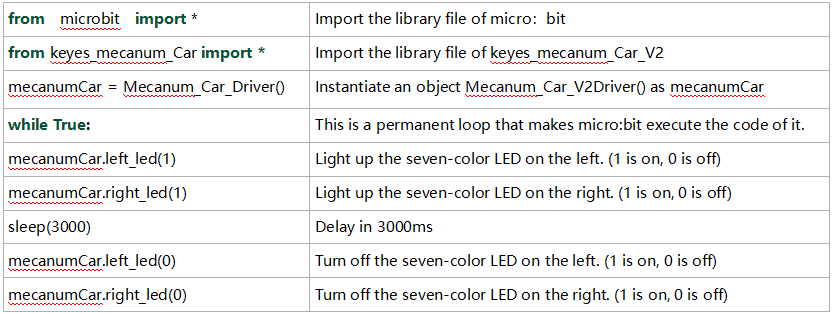 from microbit import *
Import the library file of micro: bit
from keyes_mecanum_Car import *
Import the library file of keyes_mecanum_Car_V2
mecanumCar = Mecanum_Car_Driver()
Instantiate an object Mecanum_Car_V2Driver() as mecanumCar
while True:
This is a permanent loop that makes micro:bit execute the code of it.
mecanumCar.left_led(1)
Light up the seven-color LED on the left. (1 is on, 0 is off)
mecanumCar.right_led(1)
Light up the seven-color LED on the right. (1 is on, 0 is off)
sleep(3000)
Delay in 3000ms
mecanumCar.left_led(0)
Turn off the seven-color LED on the left. (1 is on, 0 is off)
mecanumCar.right_led(0)
Turn off the seven-color LED on the right. (1 is on, 0 is off)